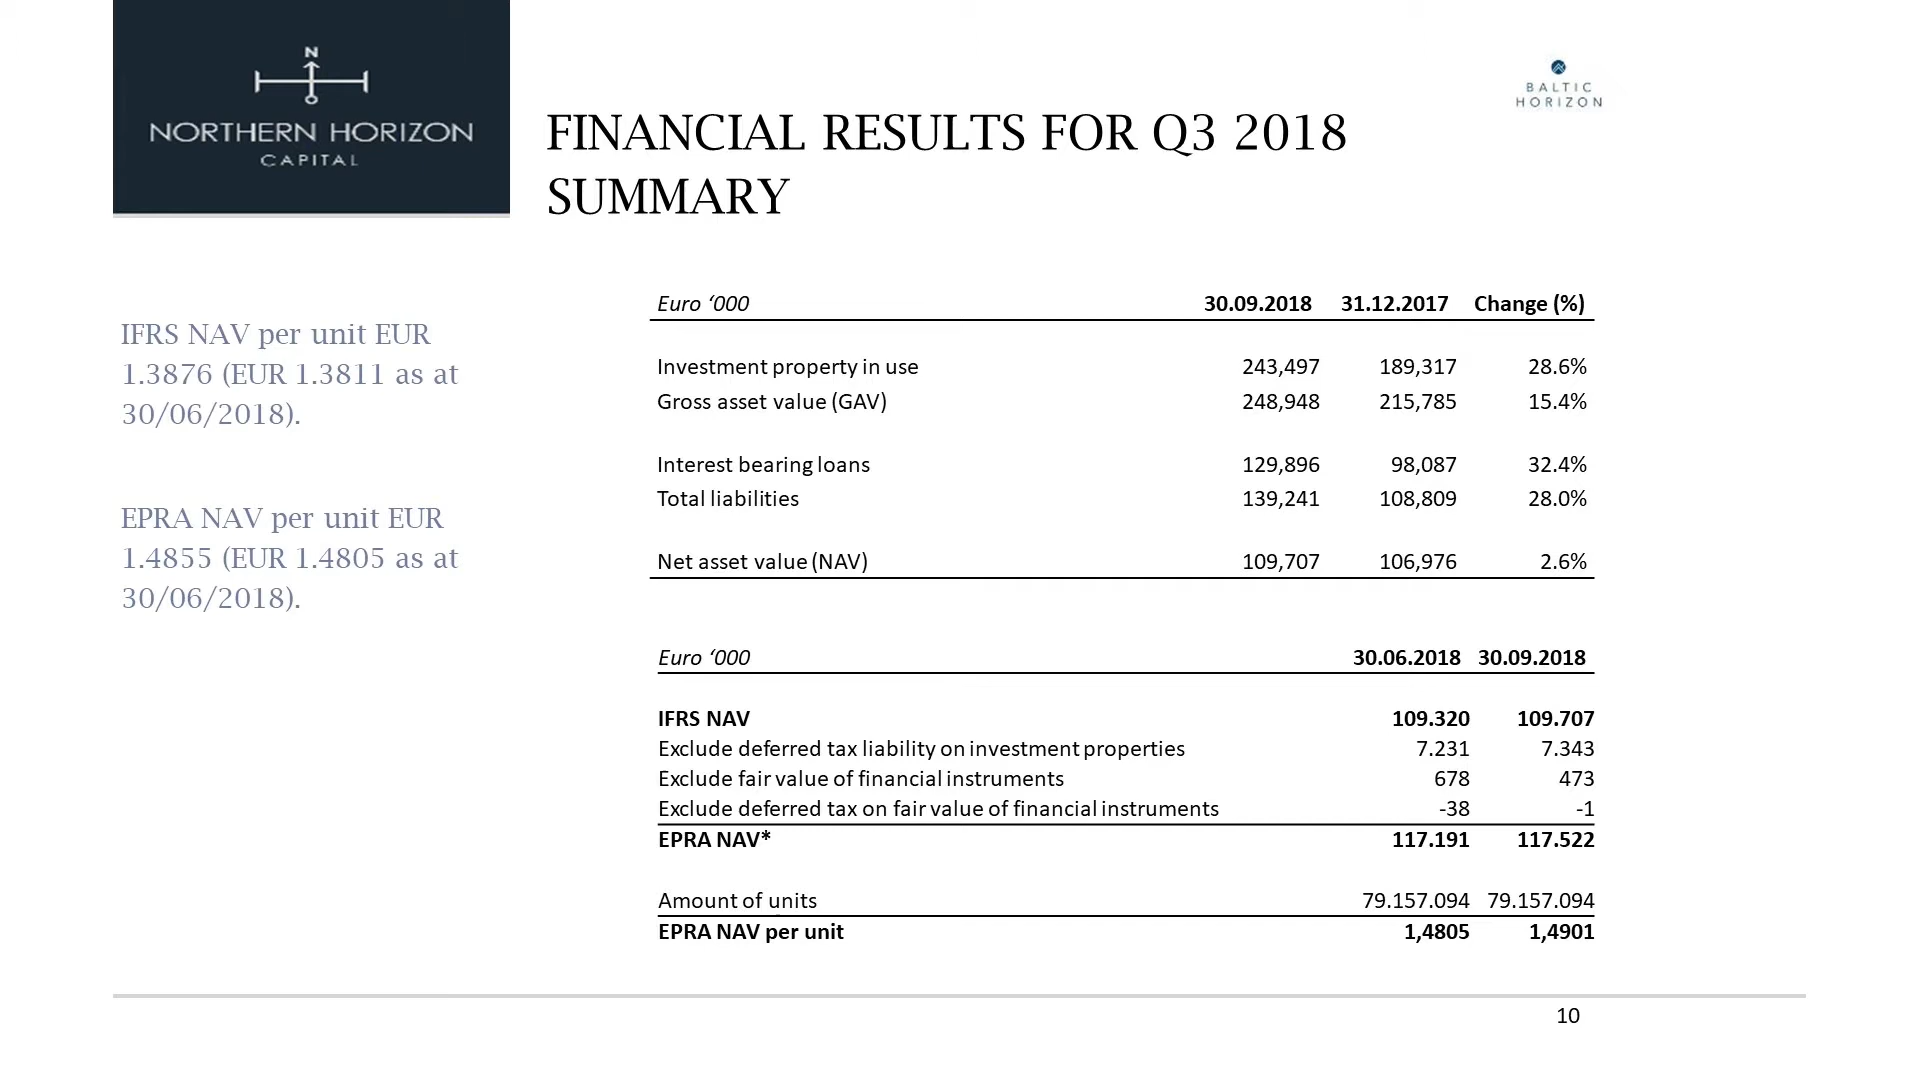 N
NORTHERN HORIZON
CAPITAL
BALTIC
HORIZON
FINANCIAL RESULTS FOR Q3 2018
SUMMARY
IFRS NAV per unit EUR
1.3876 (EUR 1.3811 as at
30/06/2018).
EPRA NAV per unit EUR
1.4855 (EUR 1.4805 as at
30/06/2018).
Euro ‘000 30.09.2018 31.12.2017 Change (%)
Investment property in use 243,497 189,317 28.6%
Gross asset value (GAV) 248,948 215,785 15.4%
Interest bearing loans 129,896 98,087 32.4%
Total liabilities 139,241 108,809 28.0%
Net asset value (NAV) 109,707 106,976 2.6%
Euro ‘000 30.06.2018 30.09.2018
IFRS NAV 109.320 109.707
Exclude deferred tax liability on investment properties 7.231 7.343
Exclude fair value of financial instruments 678 473
Exclude deferred tax on fair value of financial instruments -38 -1
EPRA NAV* 117.191 117.522
Amount of units 79.157.094 79.157.094
EPRA NAV per unit 1,4805 1,4901
10